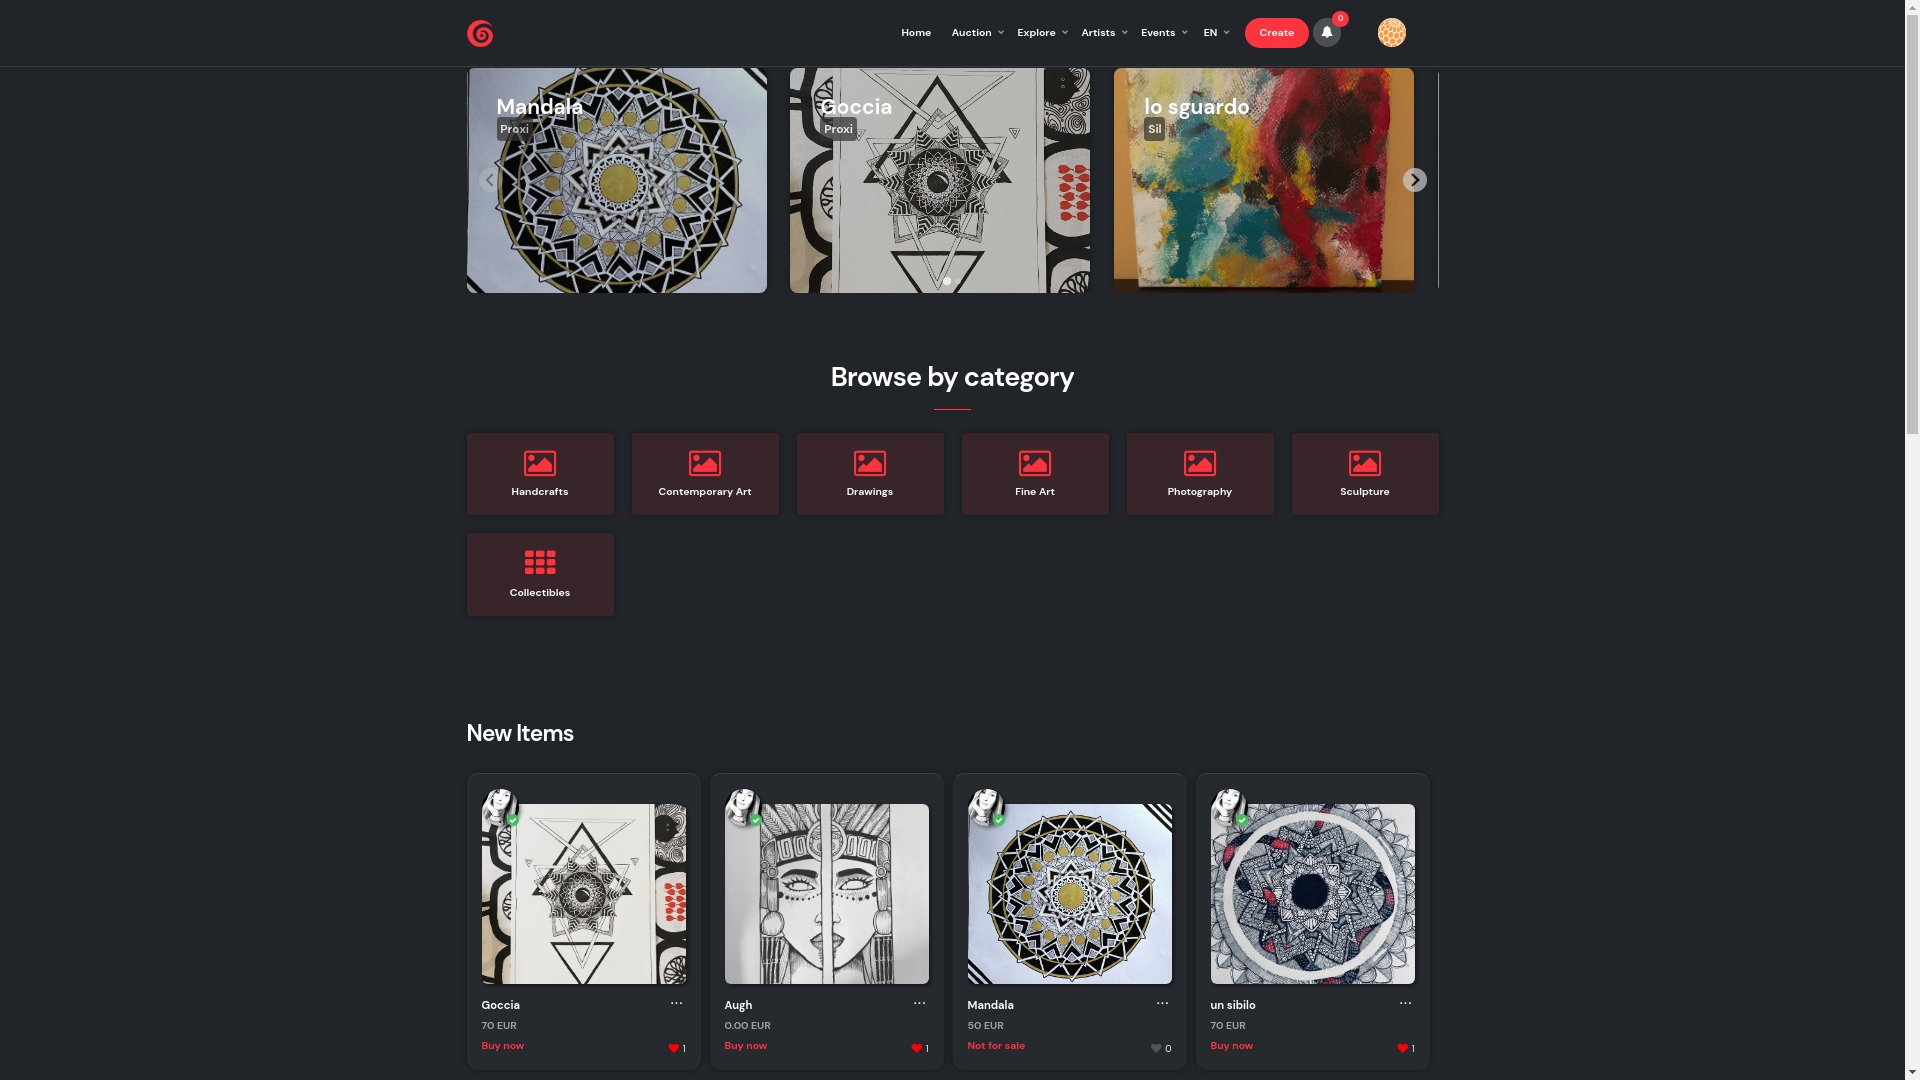 Home
Auction
Explore
Artists
Events
EN
Create
0
Mandala
Proxi
Goccia
Proxi
lo sguardo
Sil
Browse by category
Handcrafts
Contemporary Art
Drawings
Fine Art
Photography
Sculpture
Collectibles
New Items
Goccia
...
70 EUR
Buy now
1
Augh
...
0.00 EUR
Buy now
1
Mandala
...
50 EUR
Not for sale
0
un sibilo
...
70 EUR
Buy now
1